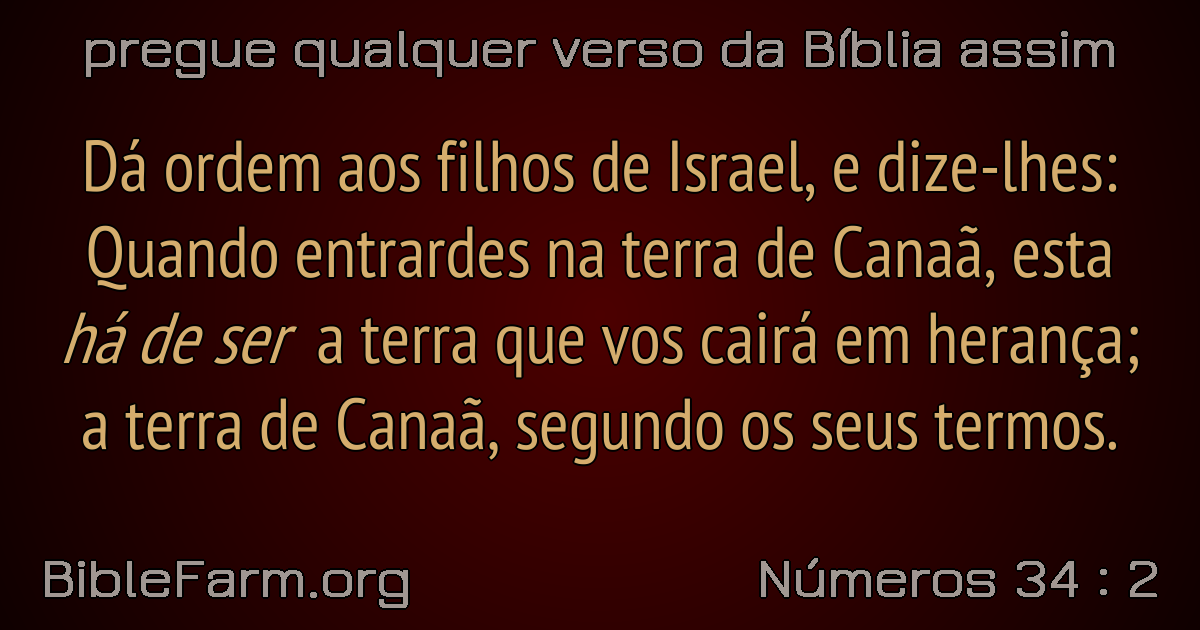 pregue qualquer verso da Bíblia assim
Dá ordem aos filhos de Israel, e dize-lhes:
Quando entrardes na terra de Canaã, esta
há de ser a terra que vos cairá em herança;
a terra de Canaã, segundo os seus termos.
BibleFarm.org
Números 34 : 2